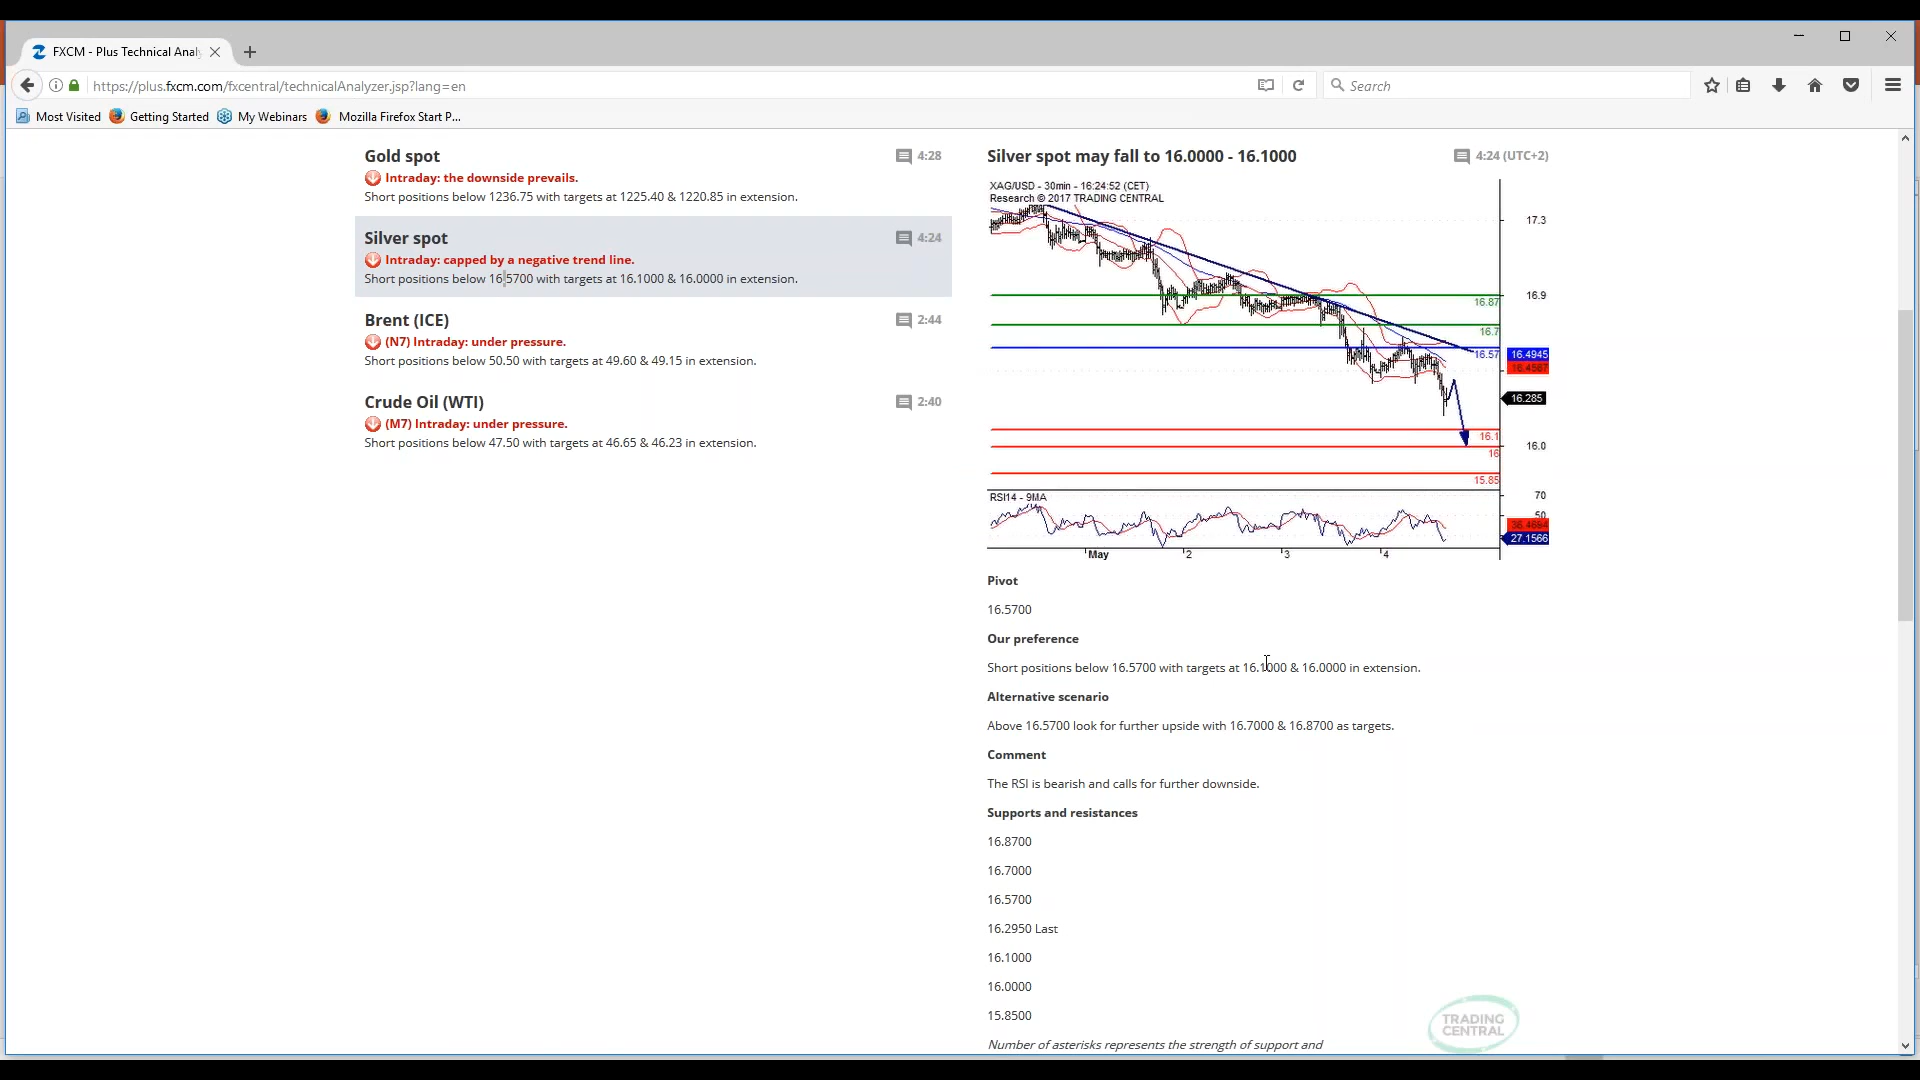 FXCM - Plus Technical Analy
https://plus.fxcm.com/fxcentral/technicalAnalyzer.jsp?lang=en
Search
Most Visited
Getting Started
My Webinars
Mozilla Firefox Start P...
Gold spot
4:28
Intraday: the downside prevails.
Short positions below 1236.75 with targets at 1225.40 & 1220.85 in extension.
Silver spot
4:24
Intraday: capped by a negative trend line.
Short positions below 16.5700 with targets at 16.1000 & 16.0000 in extension.
Brent (ICE)
2:44
(N7) Intraday: under pressure.
Short positions below 50.50 with targets at 49.60 & 49.15 in extension.
Crude Oil (WTI)
2:40
(M7) Intraday: under pressure.
Short positions below 47.50 with targets at 46.65 & 46.23 in extension.
Silver spot may fall to 16.0000 - 16.1000
4:24 (UTC+2)
XAG/USD - 30min - 16:24:52 (CET)
Research © 2017 TRADING CENTRAL
17.3
16.9
16.87
16.7
16.57
16.4945
16.4587
16.285
16.1
16.0
16
15.85
RSI14 - 9MA
70
50
38.4694
27.1566
May
2
3
4
Pivot
16.5700
Our preference
Short positions below 16.5700 with targets at 16.1000 & 16.0000 in extension.
Alternative scenario
Above 16.5700 look for further upside with 16.7000 & 16.8700 as targets.
Comment
The RSI is bearish and calls for further downside.
Supports and resistances
16.8700
16.7000
16.5700
16.2950 Last
16.1000
16.0000
15.8500
Number of asterisks represents the strength of support and
TRADING
CENTRAL